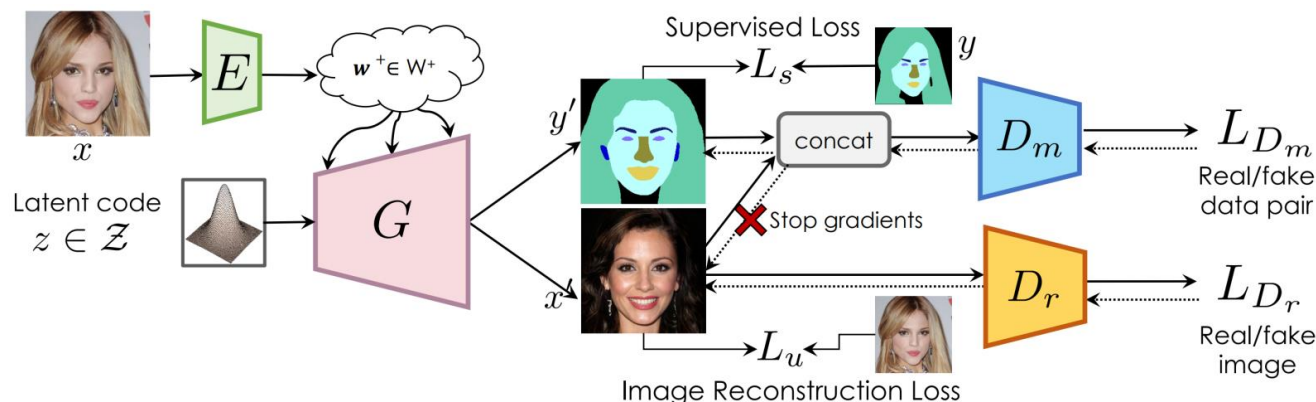 x
E
w⁺ ∈ W⁺
Latent code
z ∈ 𝒵
G
y′
x′
Supervised Loss
L_s
y
concat
Stop gradients
D_m
L_{D_m}
Real/fake
data pair
D_r
L_{D_r}
Real/fake
image
L_u
Image Reconstruction Loss